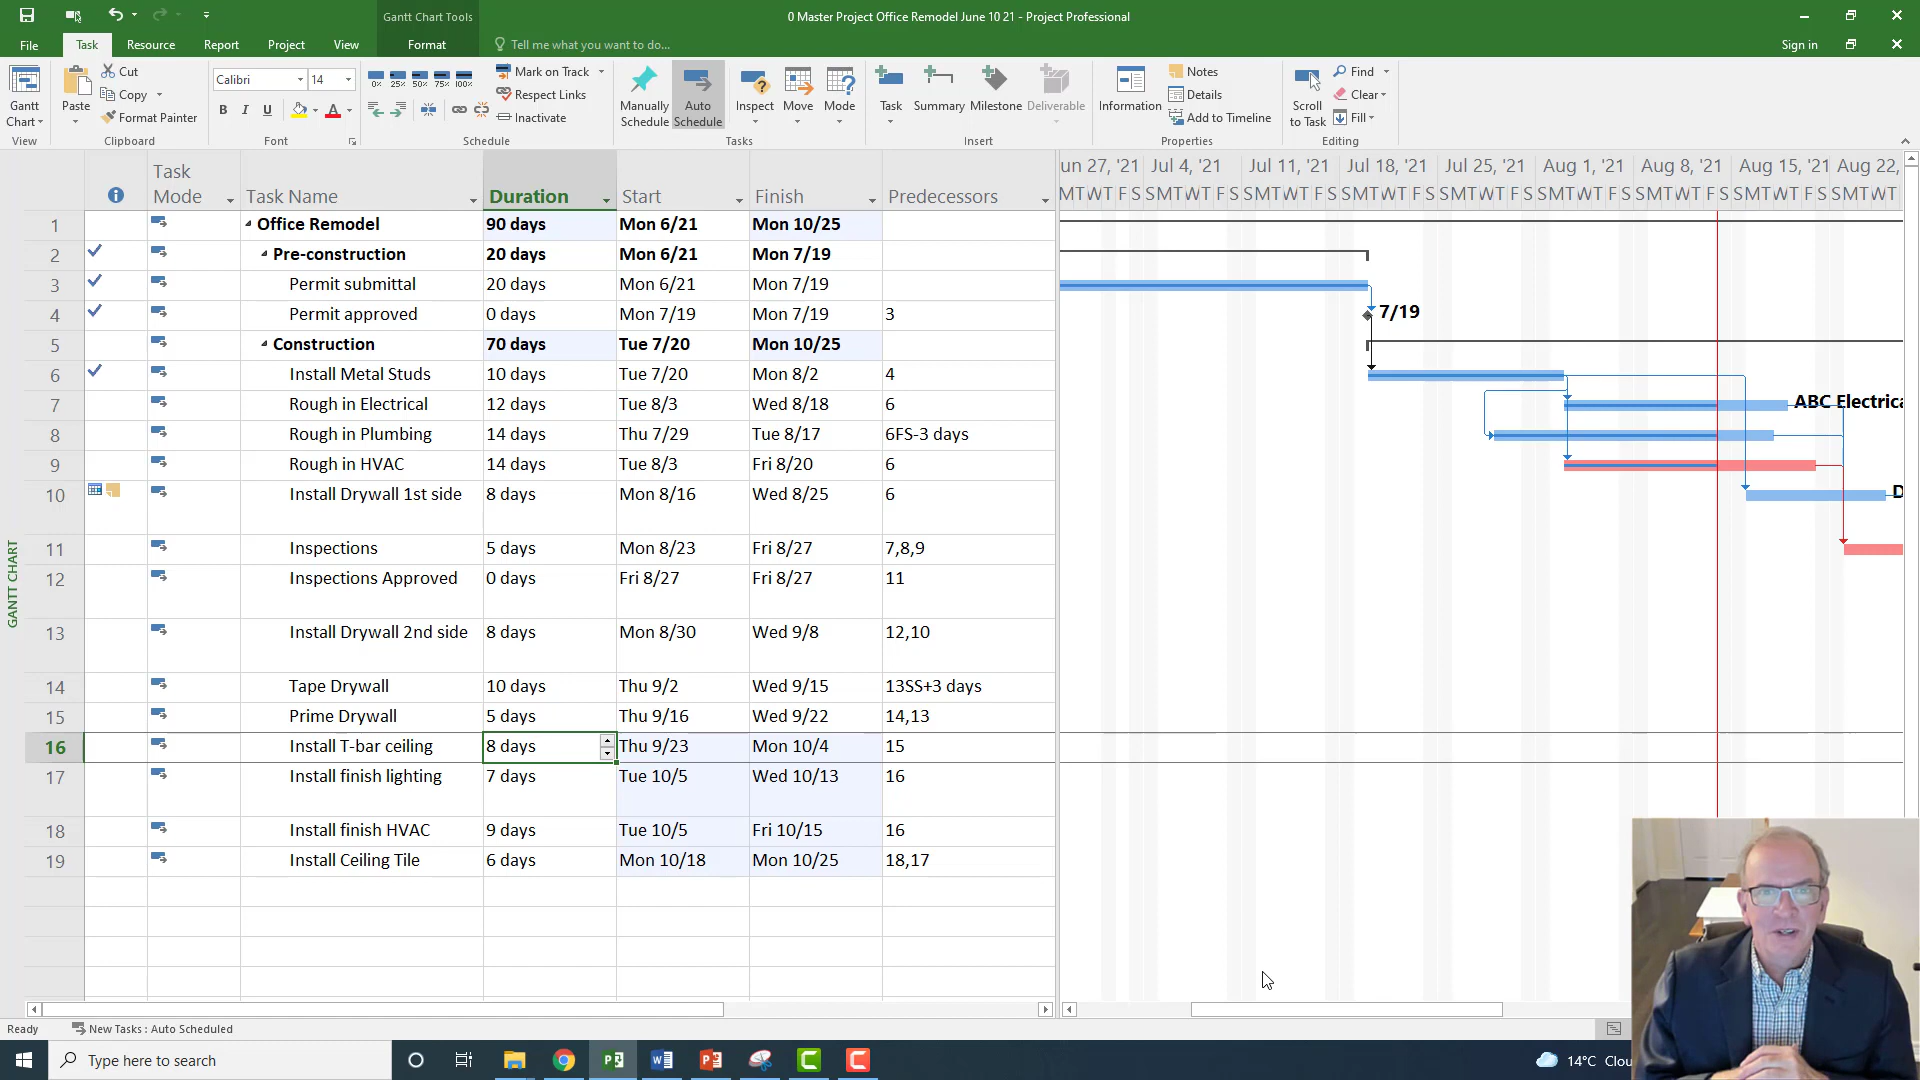 Gantt Chart Tools
0 Master Project Office Remodel June 10 21 - Project Professional
File Task Resource Report Project View Format Tell me what you want to do... Sign in
Gantt Chart
View
Paste
Cut
Copy
Format Painter
Clipboard
Calibri 14
B I U A
Font
0% 25% 50% 75% 100%
Mark on Track
Respect Links
Inactivate
Schedule
Manually Schedule
Auto Schedule
Inspect
Move
Mode
Tasks
Task
Summary
Milestone
Deliverable
Insert
Information
Notes
Details
Add to Timeline
Properties
Scroll to Task
Find
Clear
Fill
Editing
Task Mode Task Name Duration Start Finish Predecessors
un 27, '21 Jul 4, '21 Jul 11, '21 Jul 18, '21 Jul 25, '21 Aug 1, '21 Aug 8, '21 Aug 15, '21 Aug 22,
M T W T F S S M T W T F S S M T W T F S S M T W T F S S M T W T F S S M T W T F S S M T W T F S S M T W T F S S M T W
1 Office Remodel 90 days Mon 6/21 Mon 10/25
2 Pre-construction 20 days Mon 6/21 Mon 7/19
3 Permit submittal 20 days Mon 6/21 Mon 7/19
4 Permit approved 0 days Mon 7/19 Mon 7/19 3
7/19
5 Construction 70 days Tue 7/20 Mon 10/25
6 Install Metal Studs 10 days Tue 7/20 Mon 8/2 4
7 Rough in Electrical 12 days Tue 8/3 Wed 8/18 6
ABC Electrica
8 Rough in Plumbing 14 days Thu 7/29 Tue 8/17 6FS-3 days
9 Rough in HVAC 14 days Tue 8/3 Fri 8/20 6
10 Install Drywall 1st side 8 days Mon 8/16 Wed 8/25 6
D
11 Inspections 5 days Mon 8/23 Fri 8/27 7,8,9
12 Inspections Approved 0 days Fri 8/27 Fri 8/27 11
13 Install Drywall 2nd side 8 days Mon 8/30 Wed 9/8 12,10
14 Tape Drywall 10 days Thu 9/2 Wed 9/15 13SS+3 days
15 Prime Drywall 5 days Thu 9/16 Wed 9/22 14,13
16 Install T-bar ceiling 8 days Thu 9/23 Mon 10/4 15
17 Install finish lighting 7 days Tue 10/5 Wed 10/13 16
18 Install finish HVAC 9 days Tue 10/5 Fri 10/15 16
19 Install Ceiling Tile 6 days Mon 10/18 Mon 10/25 18,17
GANTT CHART
Ready New Tasks : Auto Scheduled
Type here to search
14°C Clou